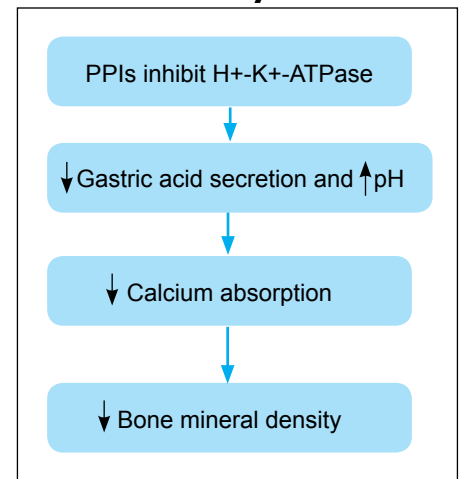 PPIs inhibit H+-K+-ATPase
↓Gastric acid secretion and ↑pH
↓ Calcium absorption
↓ Bone mineral density